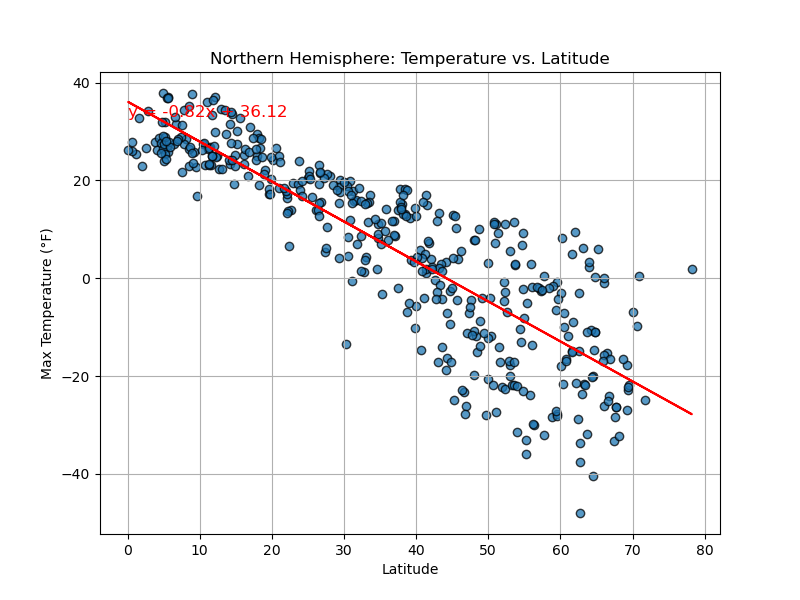 Northern Hemisphere: Temperature vs. Latitude
40
20
0
−20
−40
Max Temperature (°F)
y = -0.82x + 36.12
0 10 20 30 40 50 60 70 80
Latitude